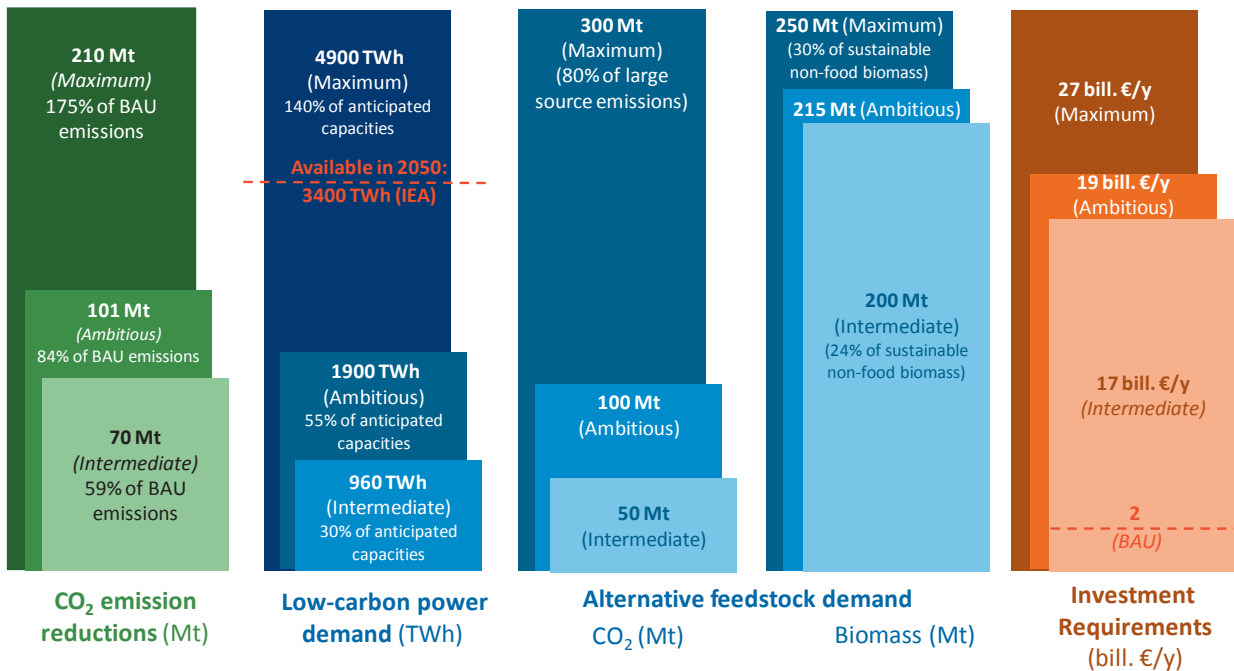 210 Mt
(Maximum)
175% of BAU
emissions
101 Mt
(Ambitious)
84% of BAU emissions
70 Mt
(Intermediate)
59% of BAU
emissions
CO₂ emission
reductions (Mt)
4900 TWh
(Maximum)
140% of anticipated
capacities
Available in 2050:
3400 TWh (IEA)
1900 TWh
(Ambitious)
55% of anticipated
capacities
960 TWh
(Intermediate)
30% of anticipated
capacities
Low-carbon power
demand (TWh)
300 Mt
(Maximum)
(80% of large
source emissions)
100 Mt
(Ambitious)
50 Mt
(Intermediate)
250 Mt (Maximum)
(30% of sustainable
non-food biomass)
215 Mt (Ambitious)
200 Mt
(Intermediate)
(24% of sustainable
non-food biomass)
Alternative feedstock demand
CO₂ (Mt)
Biomass (Mt)
27 bill. €/y
(Maximum)
19 bill. €/y
(Ambitious)
17 bill. €/y
(Intermediate)
2
(BAU)
Investment
Requirements
(bill. €/y)